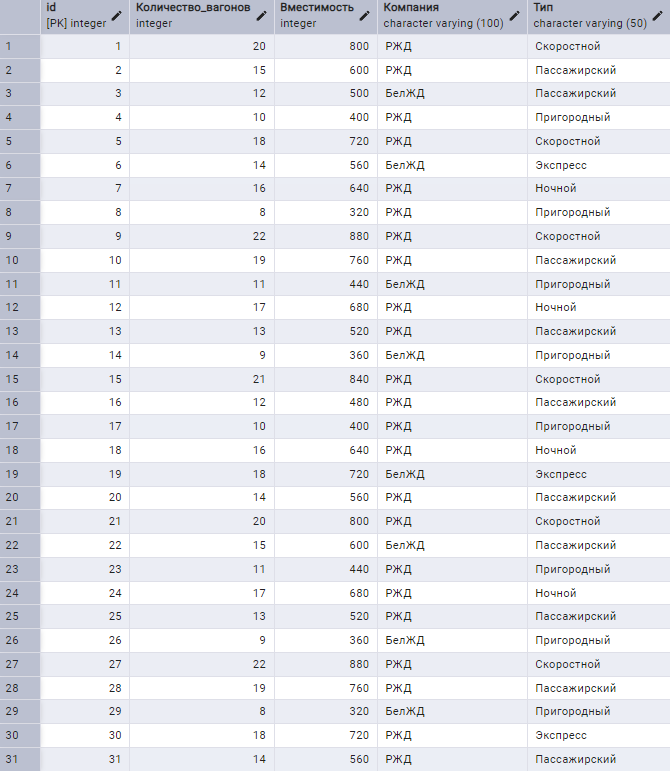 id Количество_вагонов Вместимость Компания Тип
[PK] integer integer integer character varying (100) character varying (50)
1 1 20 800 РЖД Скоростной
2 2 15 600 РЖД Пассажирский
3 3 12 500 БелЖД Пассажирский
4 4 10 400 РЖД Пригородный
5 5 18 720 РЖД Скоростной
6 6 14 560 БелЖД Экспресс
7 7 16 640 РЖД Ночной
8 8 8 320 РЖД Пригородный
9 9 22 880 РЖД Скоростной
10 10 19 760 РЖД Пассажирский
11 11 11 440 БелЖД Пригородный
12 12 17 680 РЖД Ночной
13 13 13 520 РЖД Пассажирский
14 14 9 360 БелЖД Пригородный
15 15 21 840 РЖД Скоростной
16 16 12 480 РЖД Пассажирский
17 17 10 400 РЖД Пригородный
18 18 16 640 РЖД Ночной
19 19 18 720 БелЖД Экспресс
20 20 14 560 РЖД Пассажирский
21 21 20 800 РЖД Скоростной
22 22 15 600 БелЖД Пассажирский
23 23 11 440 РЖД Пригородный
24 24 17 680 РЖД Ночной
25 25 13 520 РЖД Пассажирский
26 26 9 360 БелЖД Пригородный
27 27 22 880 РЖД Скоростной
28 28 19 760 РЖД Пассажирский
29 29 8 320 БелЖД Пригородный
30 30 18 720 РЖД Экспресс
31 31 14 560 РЖД Пассажирский